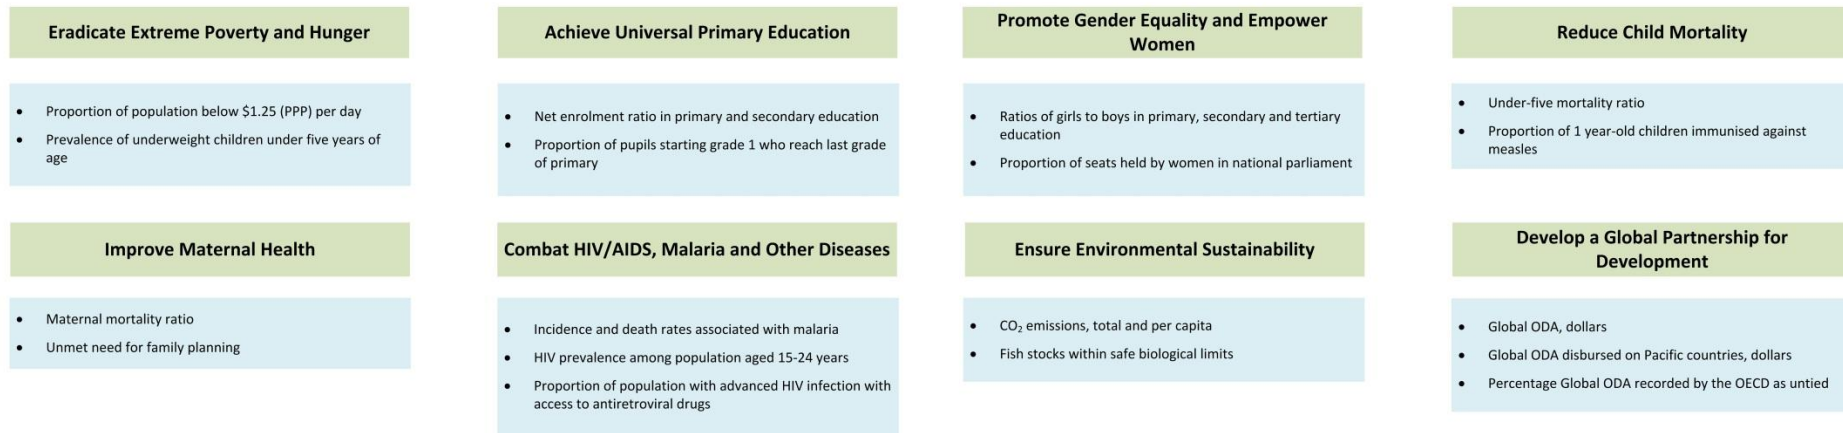 Eradicate Extreme Poverty and Hunger
• Proportion of population below $1.25 (PPP) per day
• Prevalence of underweight children under five years of
age
Achieve Universal Primary Education
• Net enrolment ratio in primary and secondary education
• Proportion of pupils starting grade 1 who reach last grade
of primary
Promote Gender Equality and Empower
Women
• Ratios of girls to boys in primary, secondary and tertiary
education
• Proportion of seats held by women in national parliament
Reduce Child Mortality
• Under-five mortality ratio
• Proportion of 1 year-old children immunised against
measles
Improve Maternal Health
• Maternal mortality ratio
• Unmet need for family planning
Combat HIV/AIDS, Malaria and Other Diseases
• Incidence and death rates associated with malaria
• HIV prevalence among population aged 15-24 years
• Proportion of population with advanced HIV infection with
access to antiretroviral drugs
Ensure Environmental Sustainability
• CO₂ emissions, total and per capita
• Fish stocks within safe biological limits
Develop a Global Partnership for
Development
• Global ODA, dollars
• Global ODA disbursed on Pacific countries, dollars
• Percentage Global ODA recorded by the OECD as untied